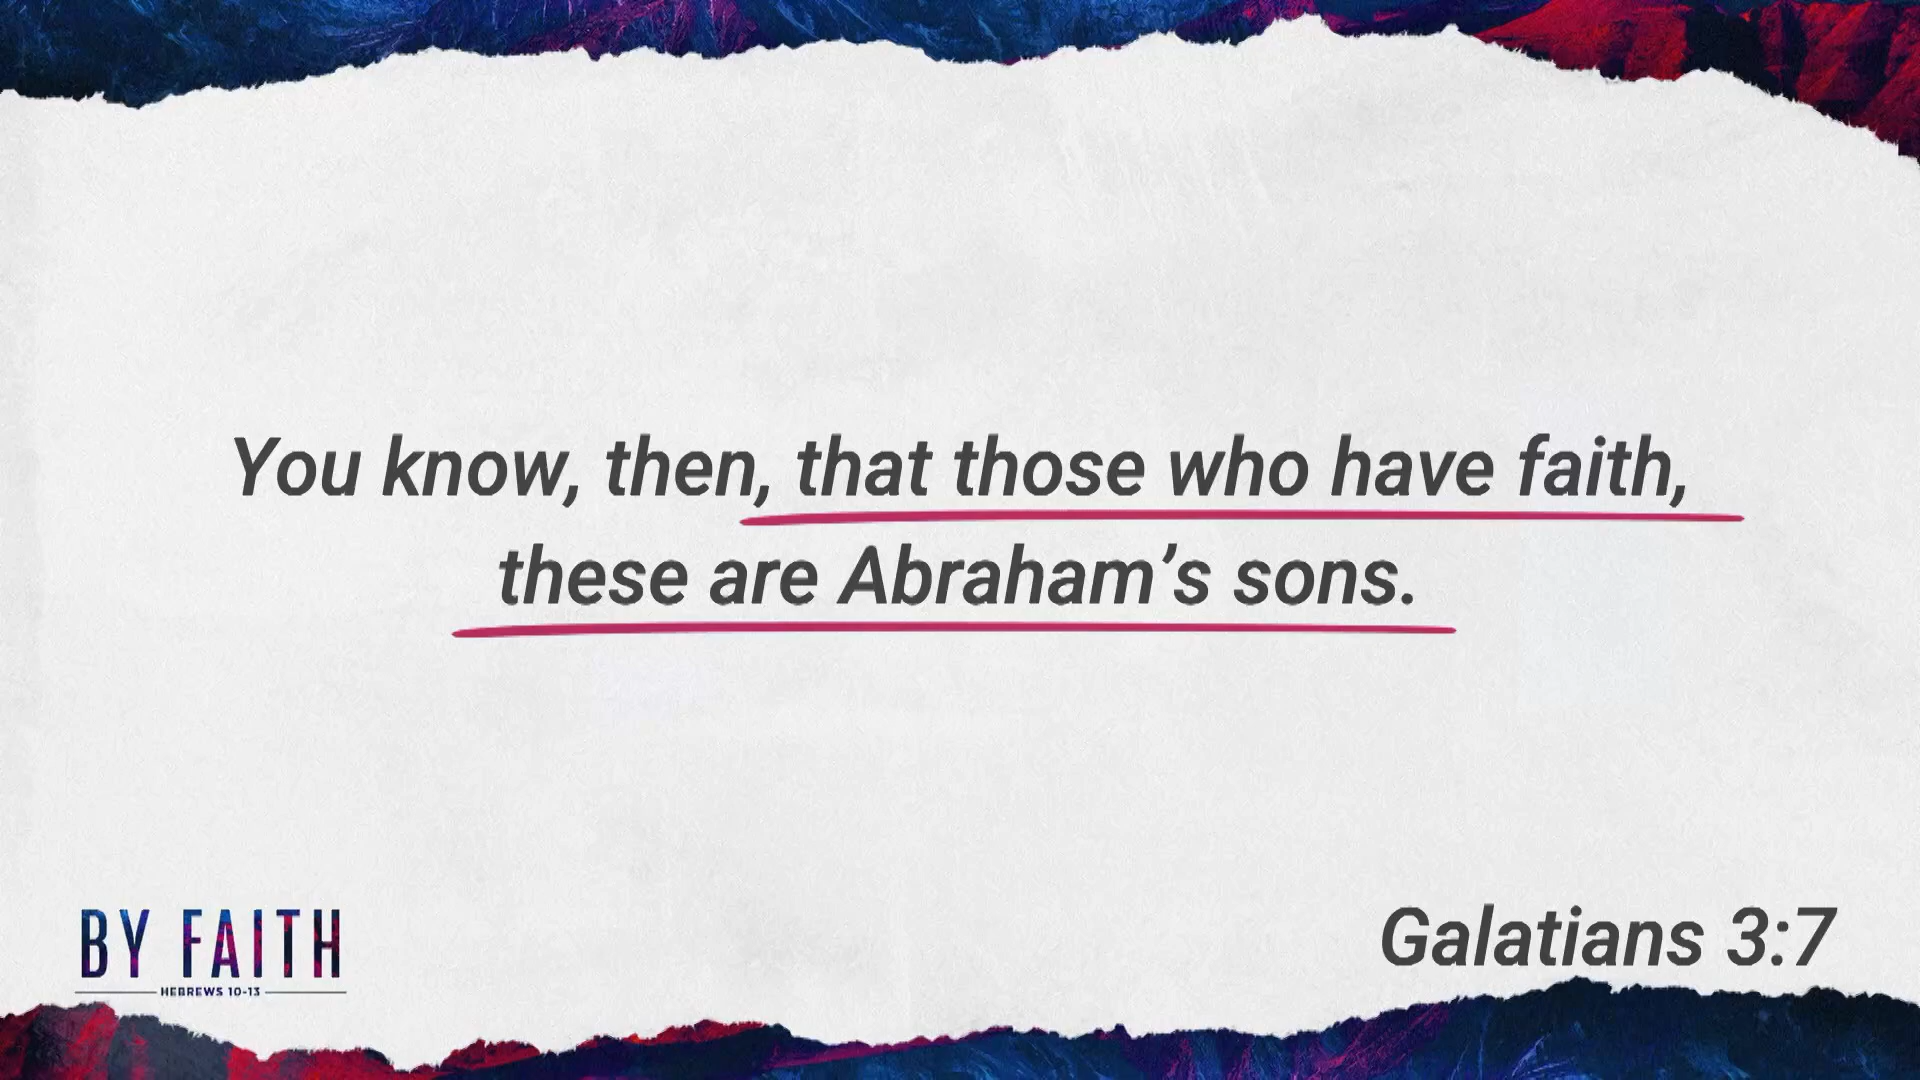 You know, then, that those who have faith,
these are Abraham’s sons.
BY FAITH
HEBREWS 10-13
Galatians 3:7